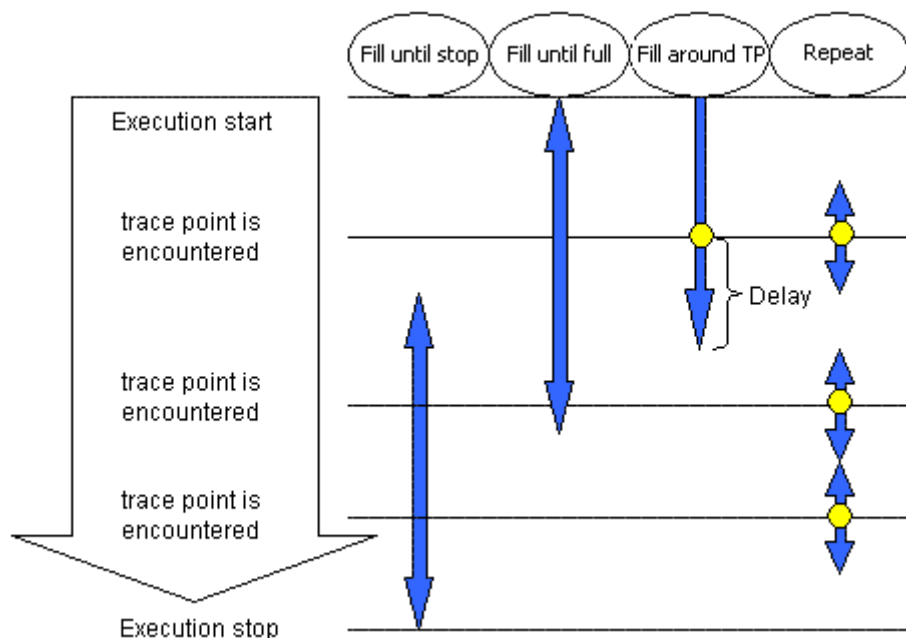 Fill until stop
Fill until full
Fill around TP
Repeat
Execution start
trace point is
encountered
Delay
trace point is
encountered
trace point is
encountered
Execution stop